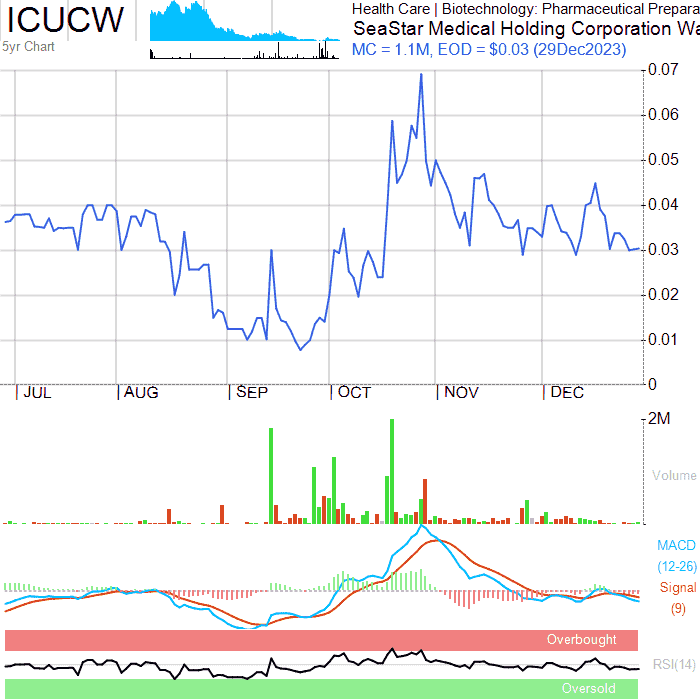 ICUCW
5yr Chart
Health Care | Biotechnology: Pharmaceutical Prepara
SeaStar Medical Holding Corporation Wa
MC = 1.1M, EOD = $0.03 (29Dec2023)
0.07
0.06
0.05
0.04
0.03
0.02
0.01
0
JUL AUG SEP OCT NOV DEC
2M
Volume
MACD
(12-26)
Signal
(9)
Overbought
RSI(14)
Oversold